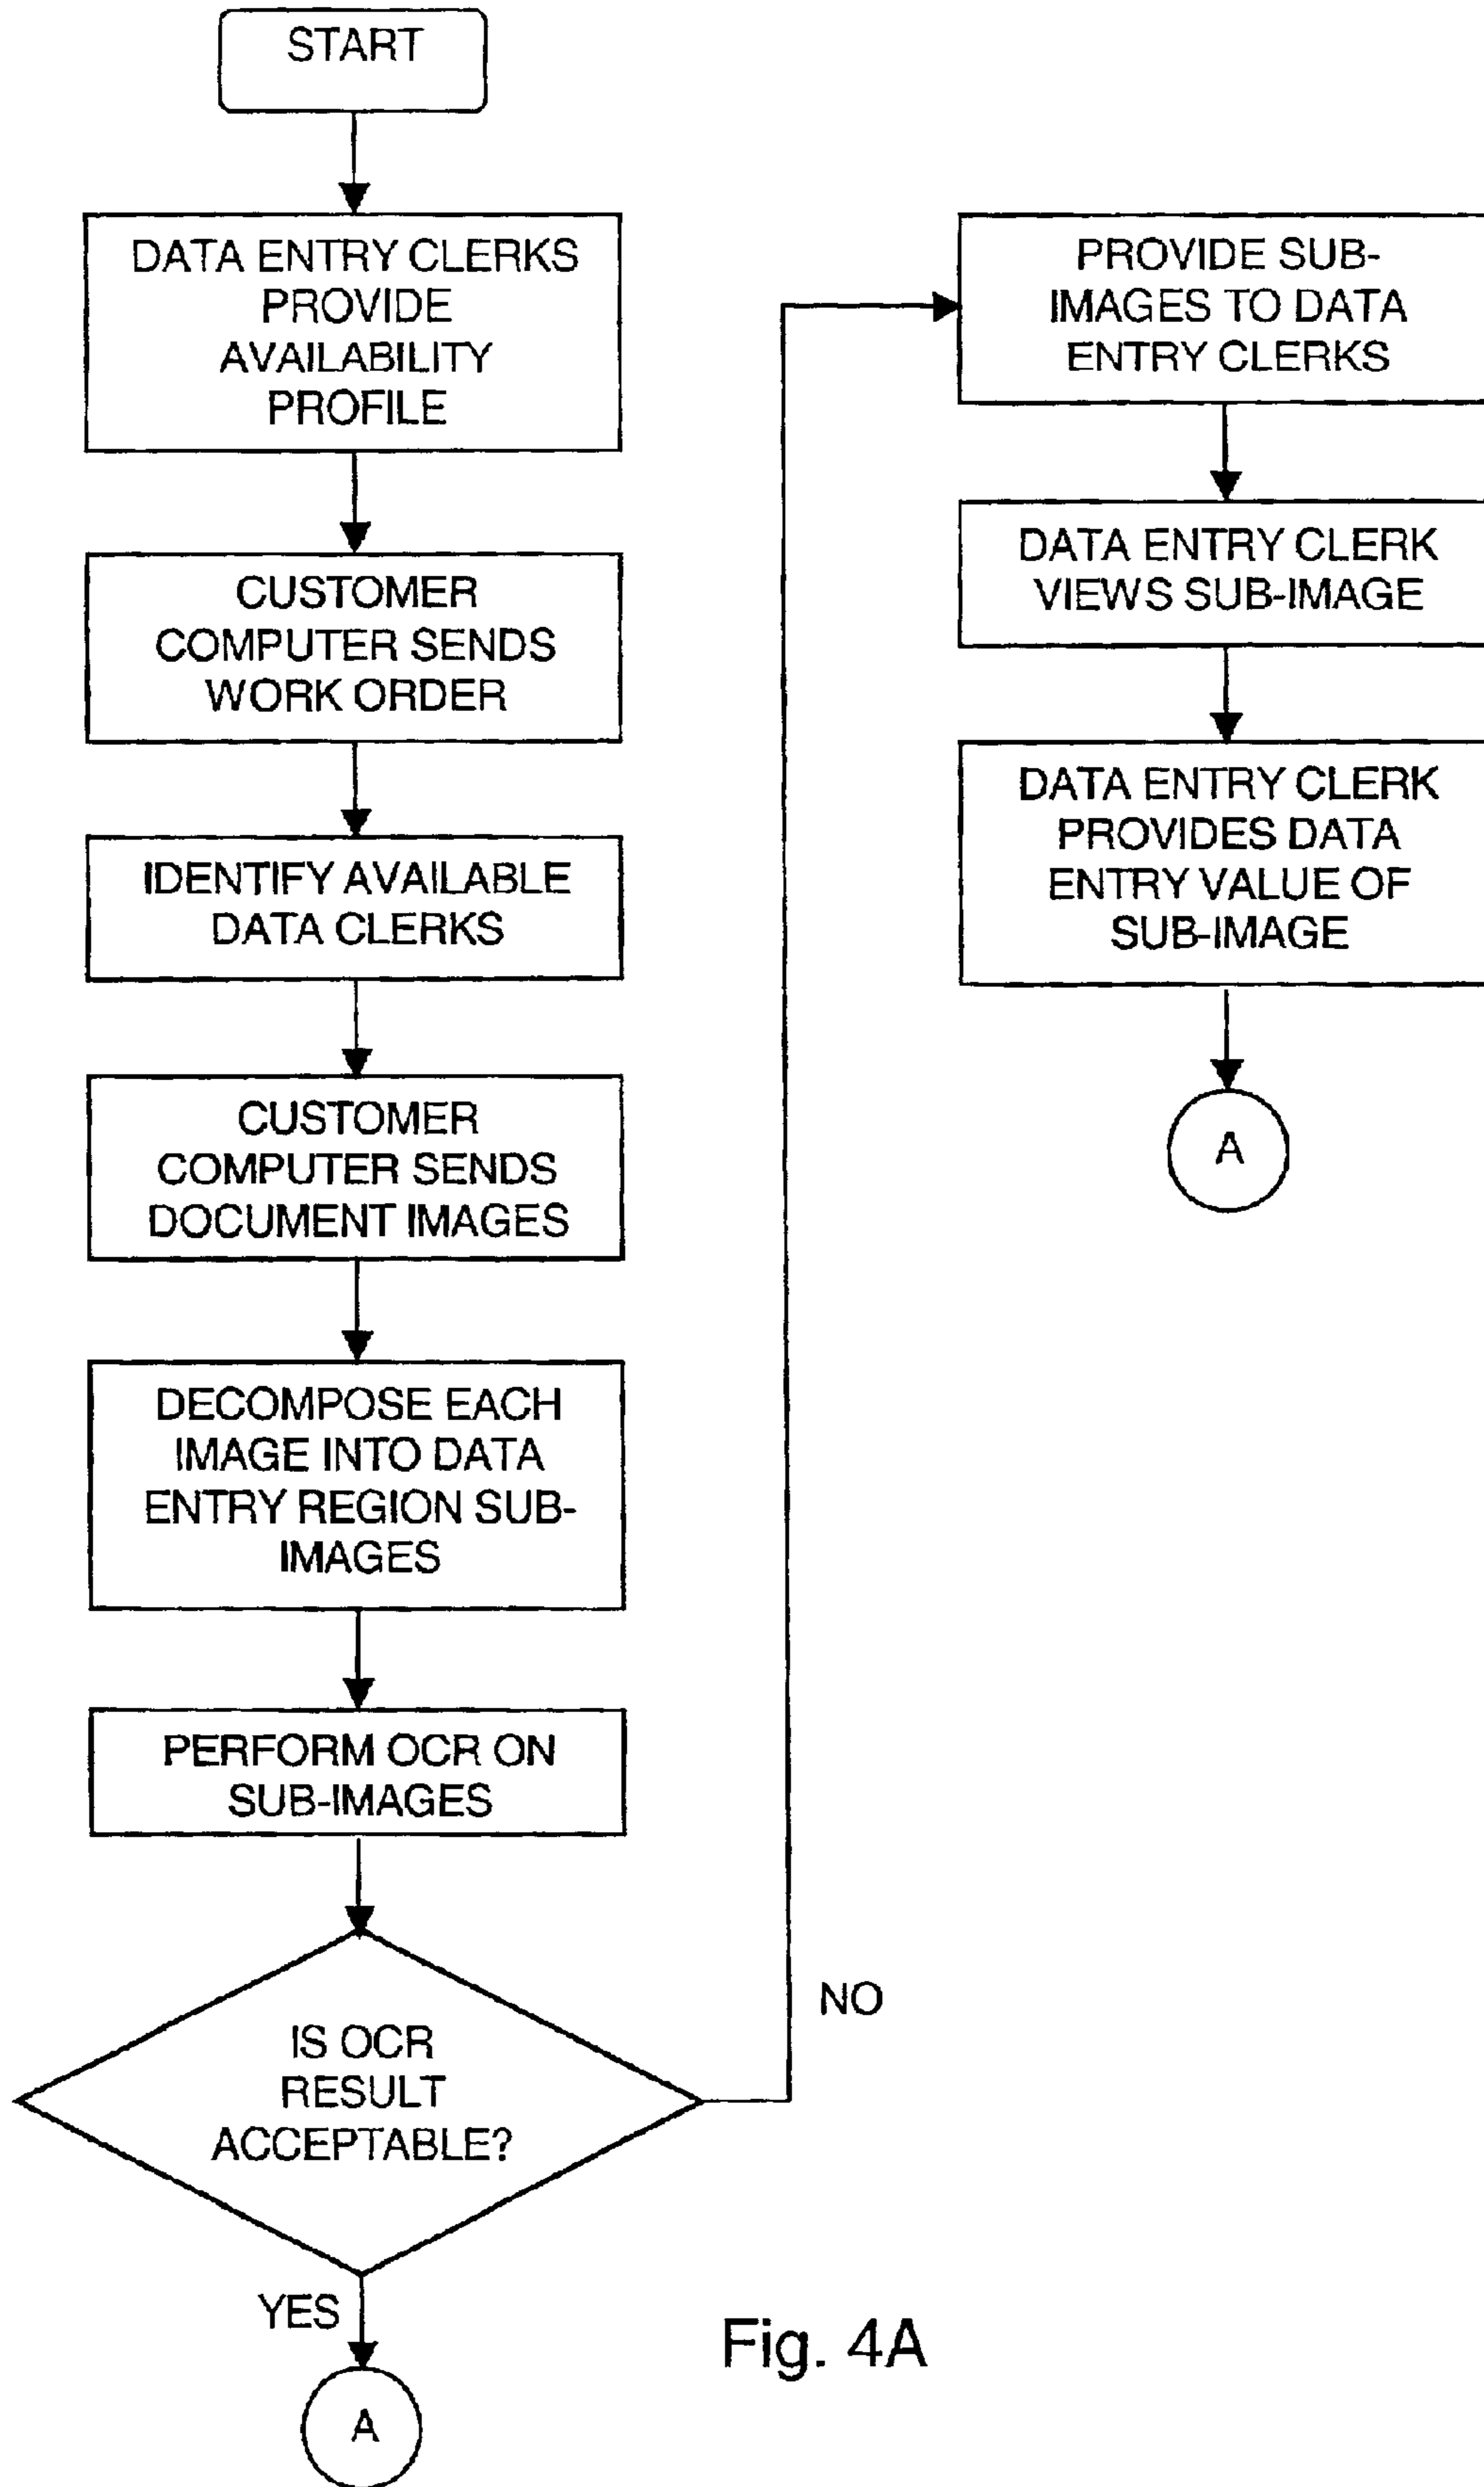 START
DATA ENTRY CLERKS
PROVIDE
AVAILABILITY
PROFILE
CUSTOMER
COMPUTER SENDS
WORK ORDER
IDENTIFY AVAILABLE
DATA CLERKS
CUSTOMER
COMPUTER SENDS
DOCUMENT IMAGES
DECOMPOSE EACH
IMAGE INTO DATA
ENTRY REGION SUB-
IMAGES
PERFORM OCR ON
SUB-IMAGES
IS OCR
RESULT
ACCEPTABLE?
YES
A
NO
PROVIDE SUB-
IMAGES TO DATA
ENTRY CLERKS
DATA ENTRY CLERK
VIEWS SUB-IMAGE
DATA ENTRY CLERK
PROVIDES DATA
ENTRY VALUE OF
SUB-IMAGE
A
Fig. 4A